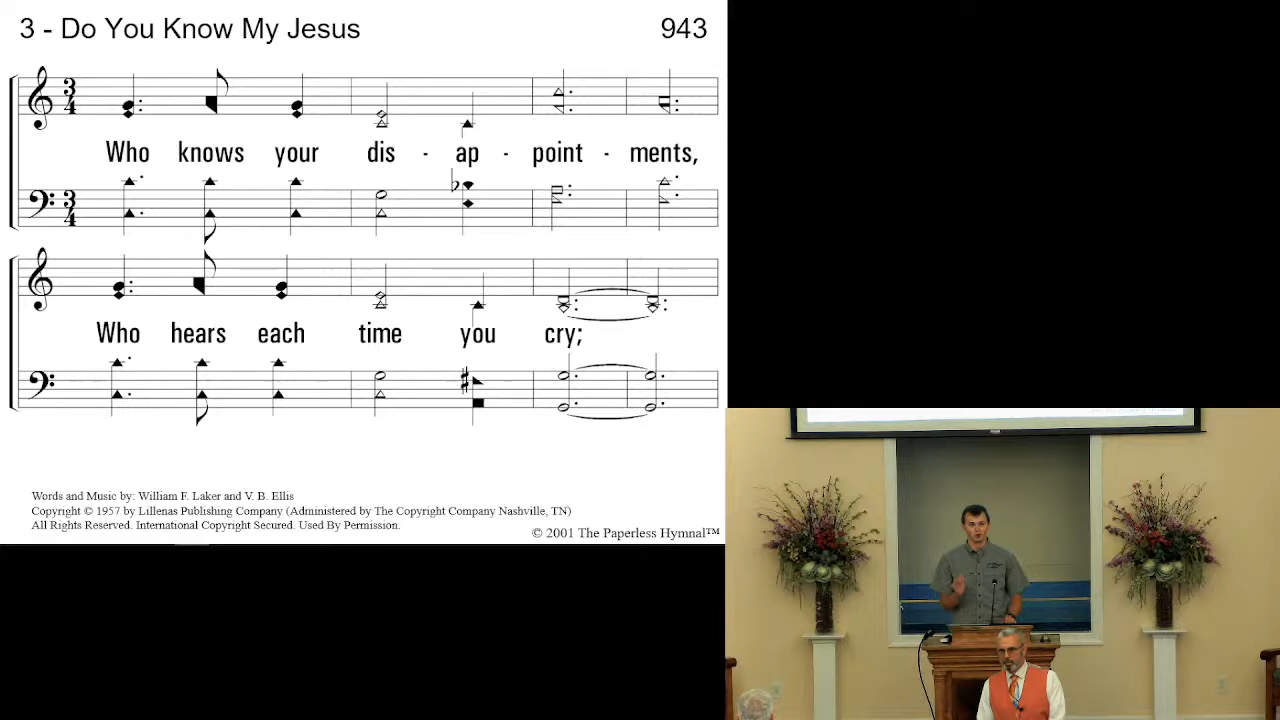 3 - Do You Know My Jesus 943
Who knows your dis - ap - point - ments,
Who hears each time you cry;
Words and Music by: William F. Laker and V. B. Ellis
Copyright © 1957 by Lillenas Publishing Company (Administered by The Copyright Company Nashville, TN)
All Rights Reserved. International Copyright Secured. Used By Permission.
© 2001 The Paperless Hymnal™